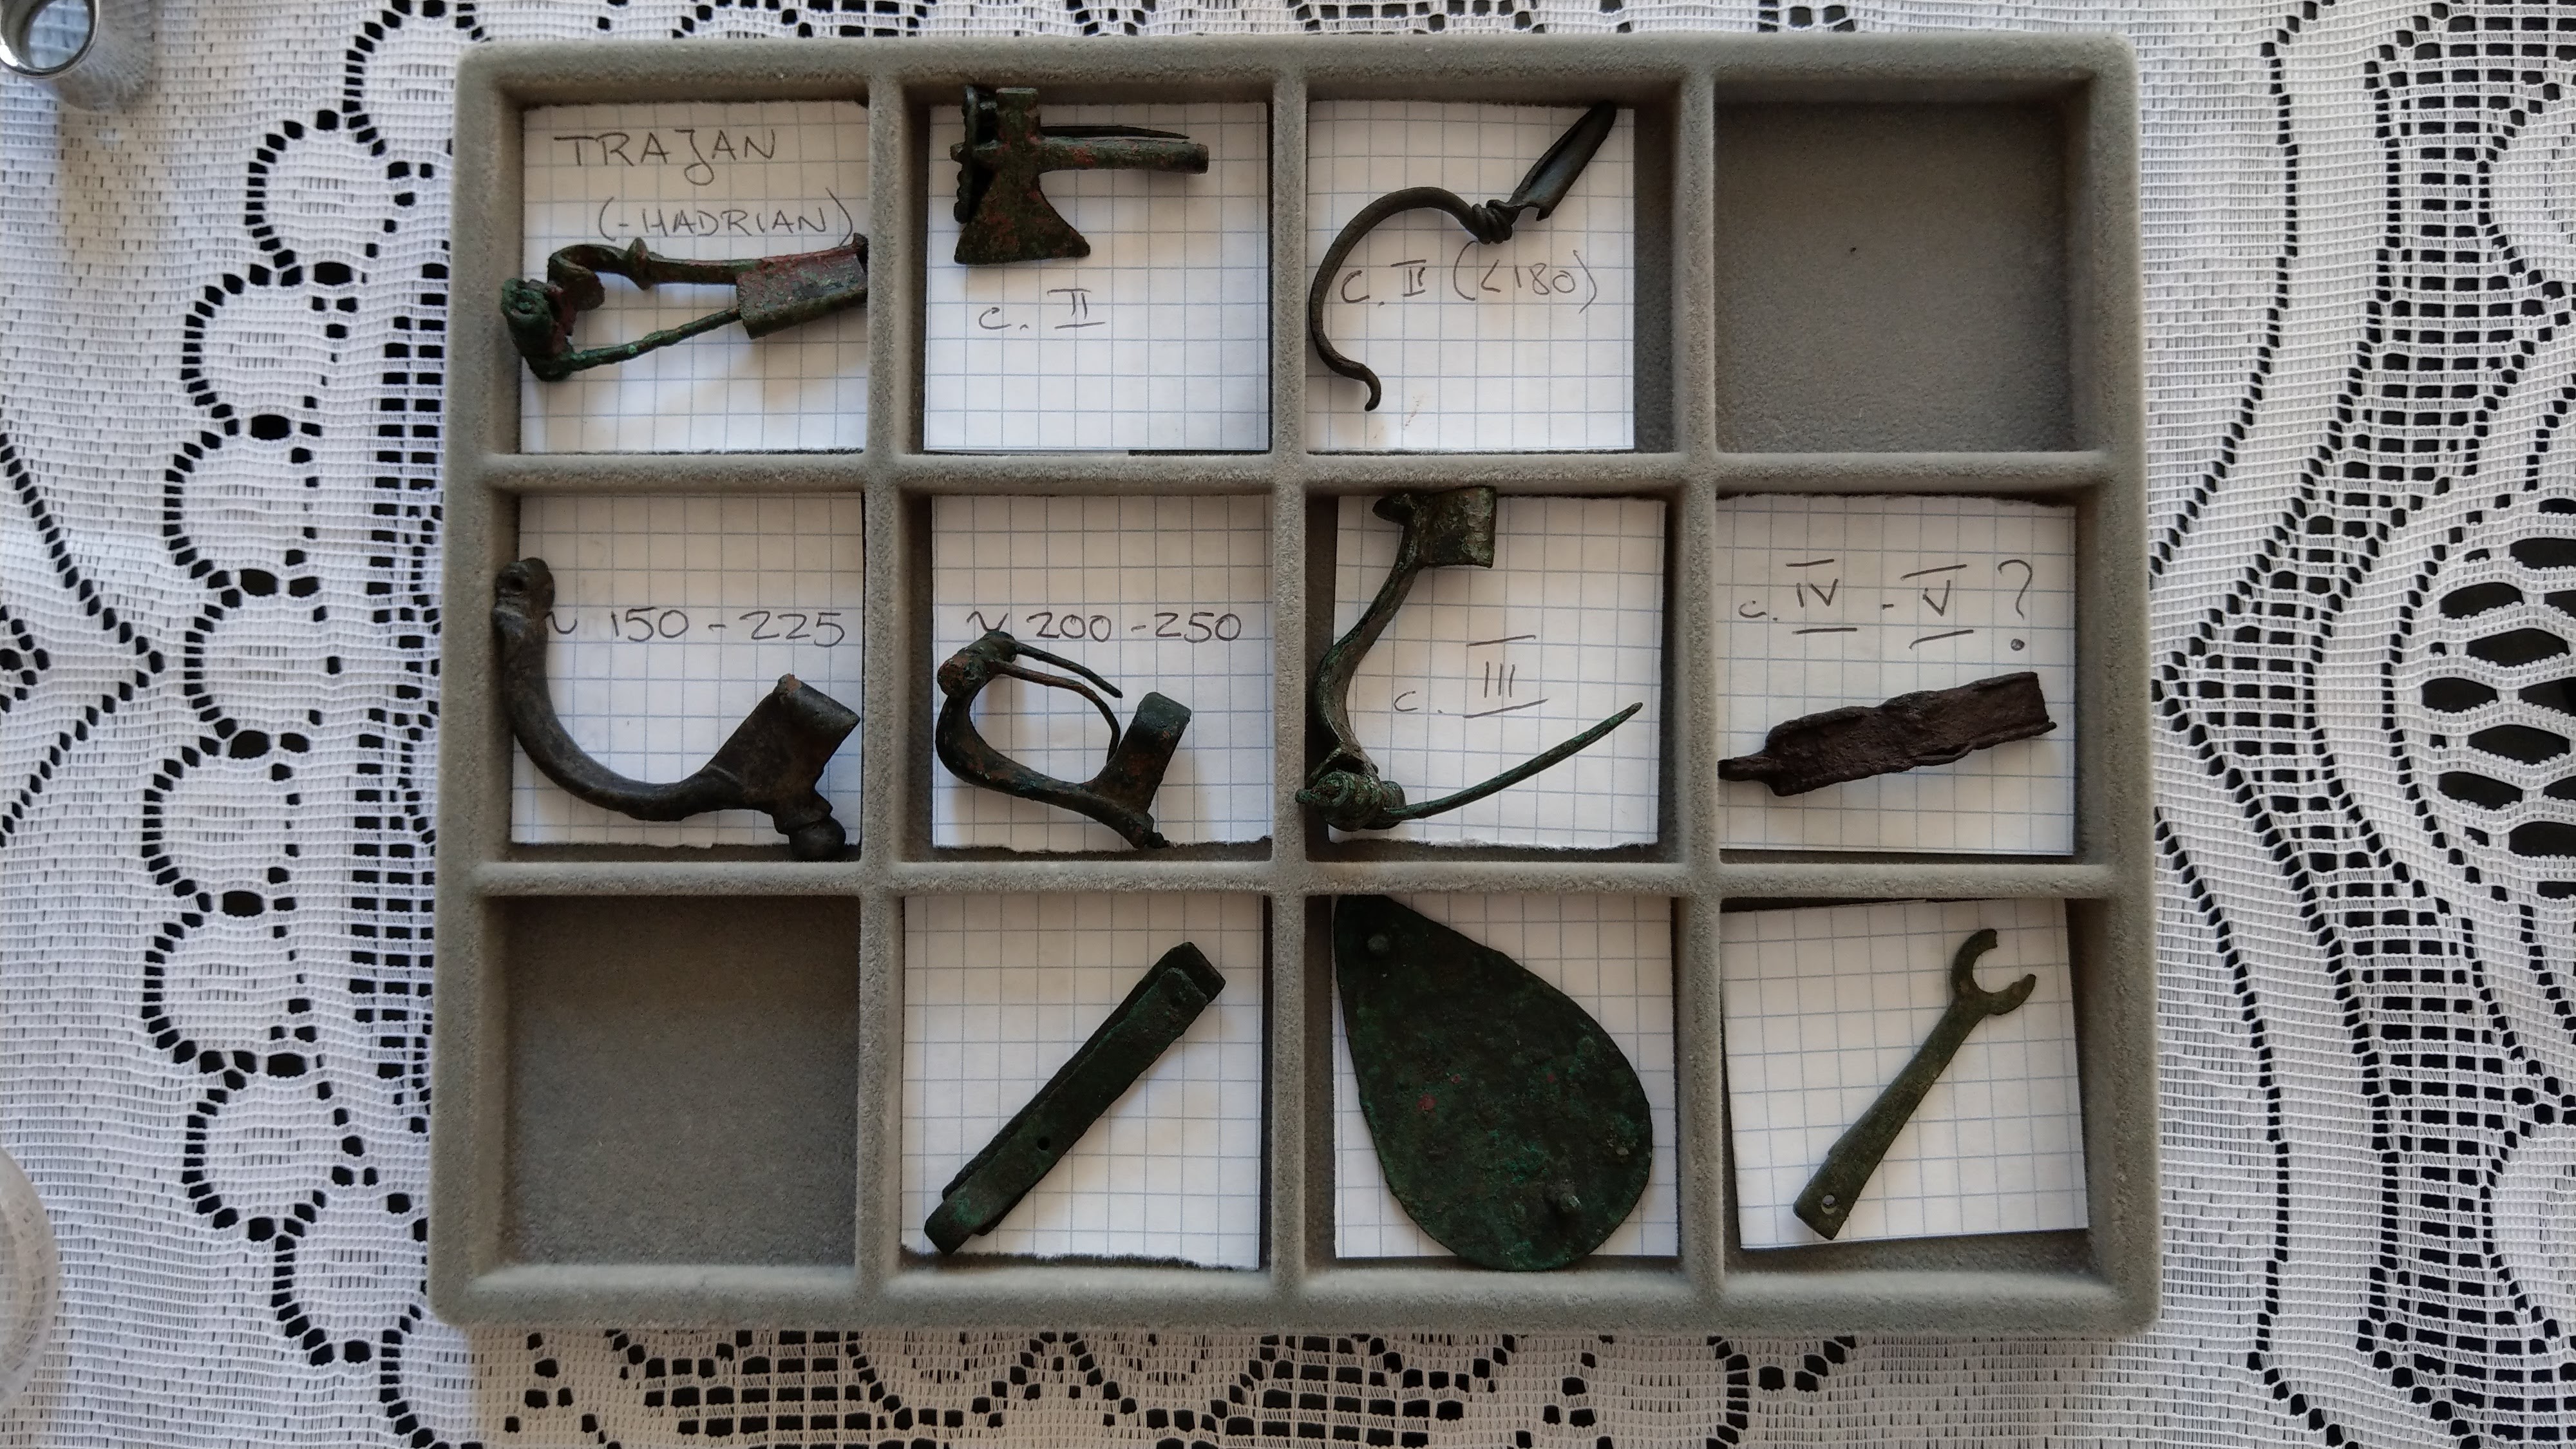 TRAJAN
(-HADRIAN)
c. II
c. II (<180)
~ 150-225
~ 200-250
c. III
c. IV - V ?